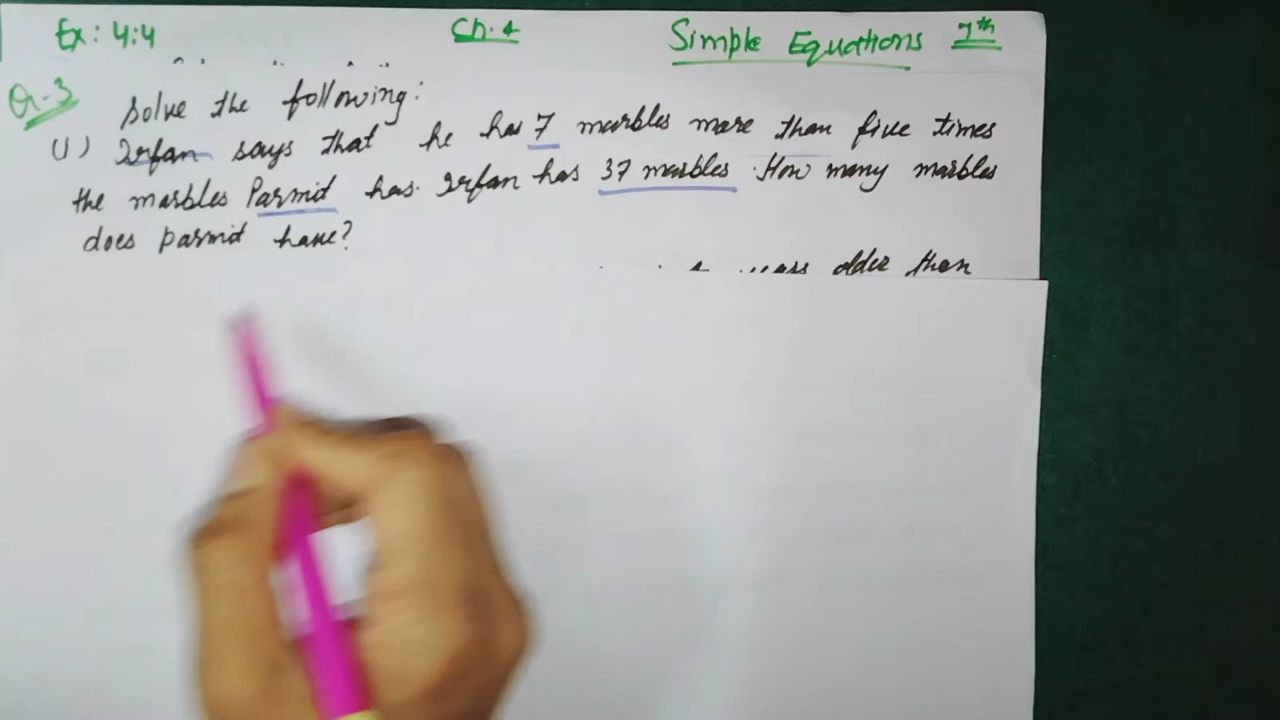 Ex: 4:4 Ch. 4 Simple Equations 7th
Q.3 Solve the following:
(1) Irfan says that he has 7 marbles more than five times
the marbles Parmit has. Irfan has 37 marbles. How many marbles
does parmit have?
older than